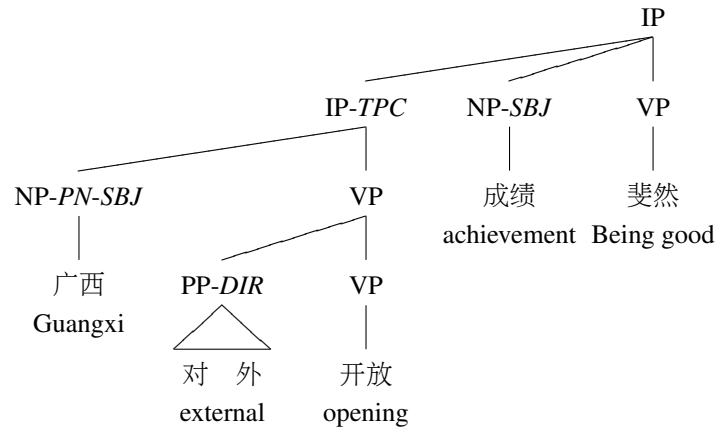 IP
IP-TPC NP-SBJ VP
NP-PN-SBJ VP 成绩 斐然
achievement Being good
广西 PP-DIR VP
Guangxi
对 外 开放
external opening